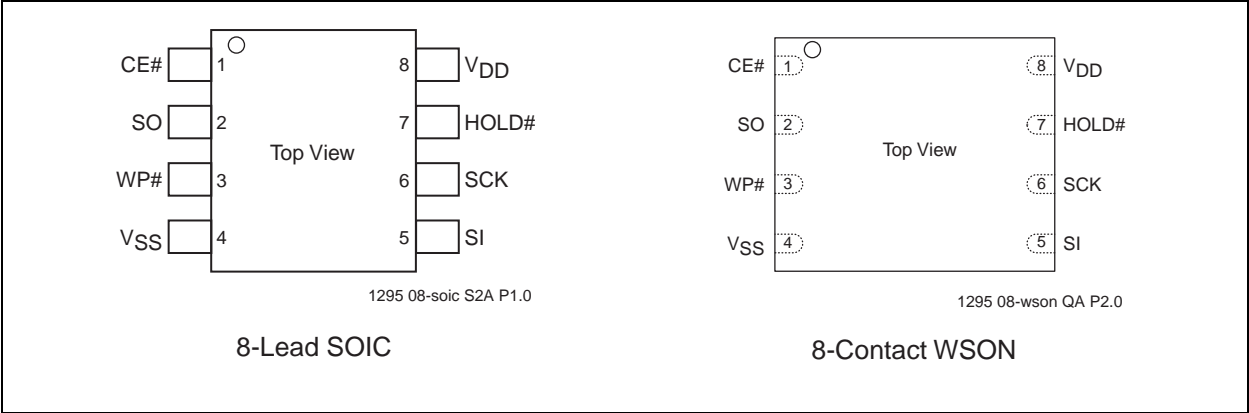 CE# 1 8 VDD
SO 2 7 HOLD#
Top View
WP# 3 6 SCK
VSS 4 5 SI
1295 08-soic S2A P1.0
8-Lead SOIC
CE# 1 8 VDD
SO 2 7 HOLD#
Top View
WP# 3 6 SCK
VSS 4 5 SI
1295 08-wson QA P2.0
8-Contact WSON